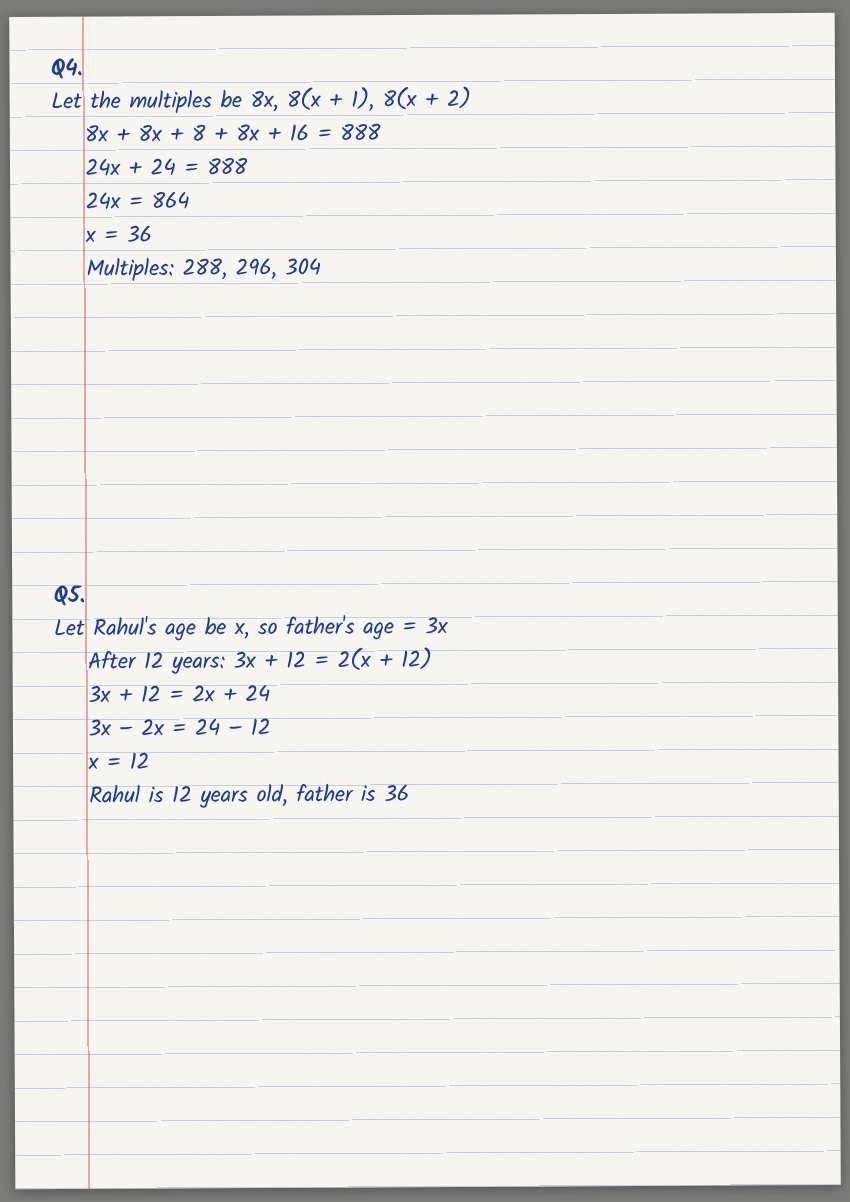 Q4.
Let the multiples be 8x, 8(x + 1), 8(x + 2)
8x + 8x + 8 + 8x + 16 = 888
24x + 24 = 888
24x = 864
x = 36
Multiples: 288, 296, 304
Q5.
Let Rahul's age be x, so father's age = 3x
After 12 years: 3x + 12 = 2(x + 12)
3x + 12 = 2x + 24
3x − 2x = 24 − 12
x = 12
Rahul is 12 years old, father is 36